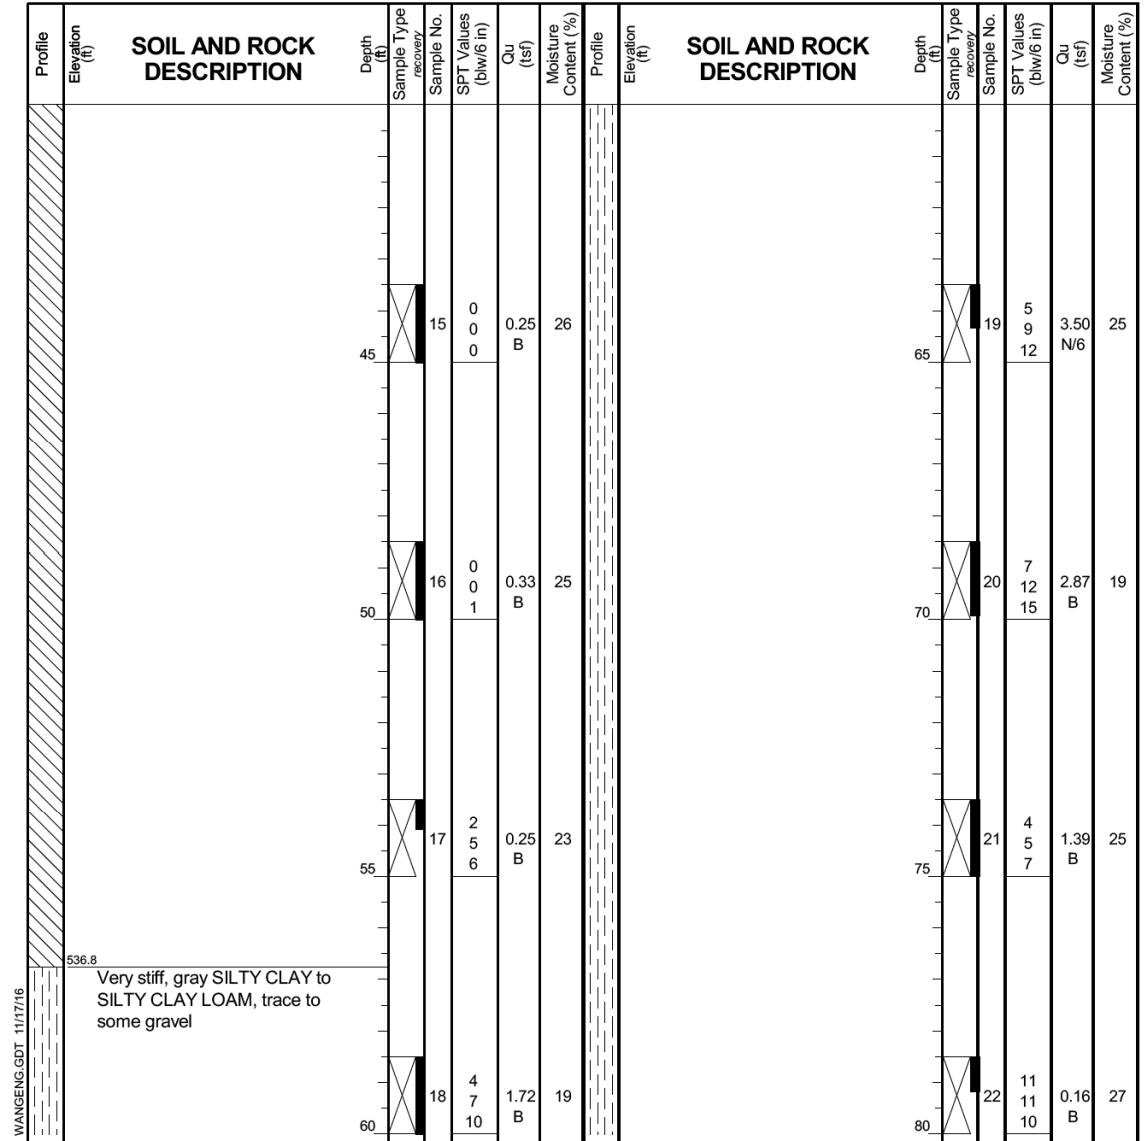 Profile
Elevation
(ft)
SOIL AND ROCK
DESCRIPTION
Depth
(ft)
Sample Type
recovery
Sample No.
SPT Values
(blw/6 in)
Qu
(tsf)
Moisture
Content (%)
Profile
Elevation
(ft)
SOIL AND ROCK
DESCRIPTION
Depth
(ft)
Sample Type
recovery
Sample No.
SPT Values
(blw/6 in)
Qu
(tsf)
Moisture
Content (%)
0
15 0 0.25 26
B
0
45
0
16 0 0.33 25
B
1
50
2
17 5 0.25 23
B
6
55
536.8
Very stiff, gray SILTY CLAY to
SILTY CLAY LOAM, trace to
some gravel
4
18 7 1.72 19
B
10
60
5
19 9 3.50 25
N/6
12
65
7
20 12 2.87 19
B
15
70
4
21 5 1.39 25
B
7
75
11
22 11 0.16 27
B
10
80
WANGENG.GDT 11/17/16